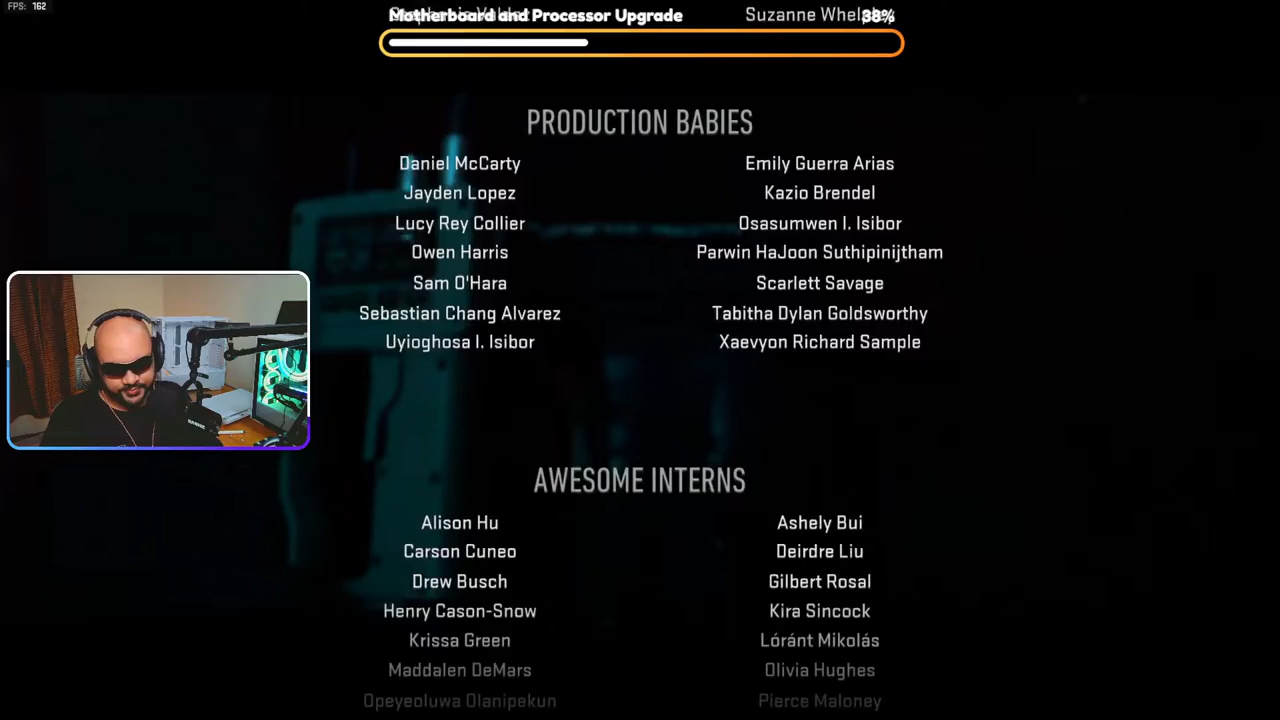 FPS: 162
Motherboard and Processor Upgrade 38%
Suzanne
PRODUCTION BABIES
Daniel McCarty Emily Guerra Arias
Jayden Lopez Kazio Brendel
Lucy Rey Collier Osasumwen I. Isibor
Owen Harris Parwin HaJoon Suthipinijtham
Sam O'Hara Scarlett Savage
Sebastian Chang Alvarez Tabitha Dylan Goldsworthy
Uyioghosa I. Isibor Xaevyon Richard Sample
AWESOME INTERNS
Alison Hu Ashely Bui
Carson Cuneo Deirdre Liu
Drew Busch Gilbert Rosal
Henry Cason-Snow Kira Sincock
Krissa Green Lóránt Mikolás
Maddalen DeMars Olivia Hughes
Opeyeoluwa Olanipekun Pierce Maloney